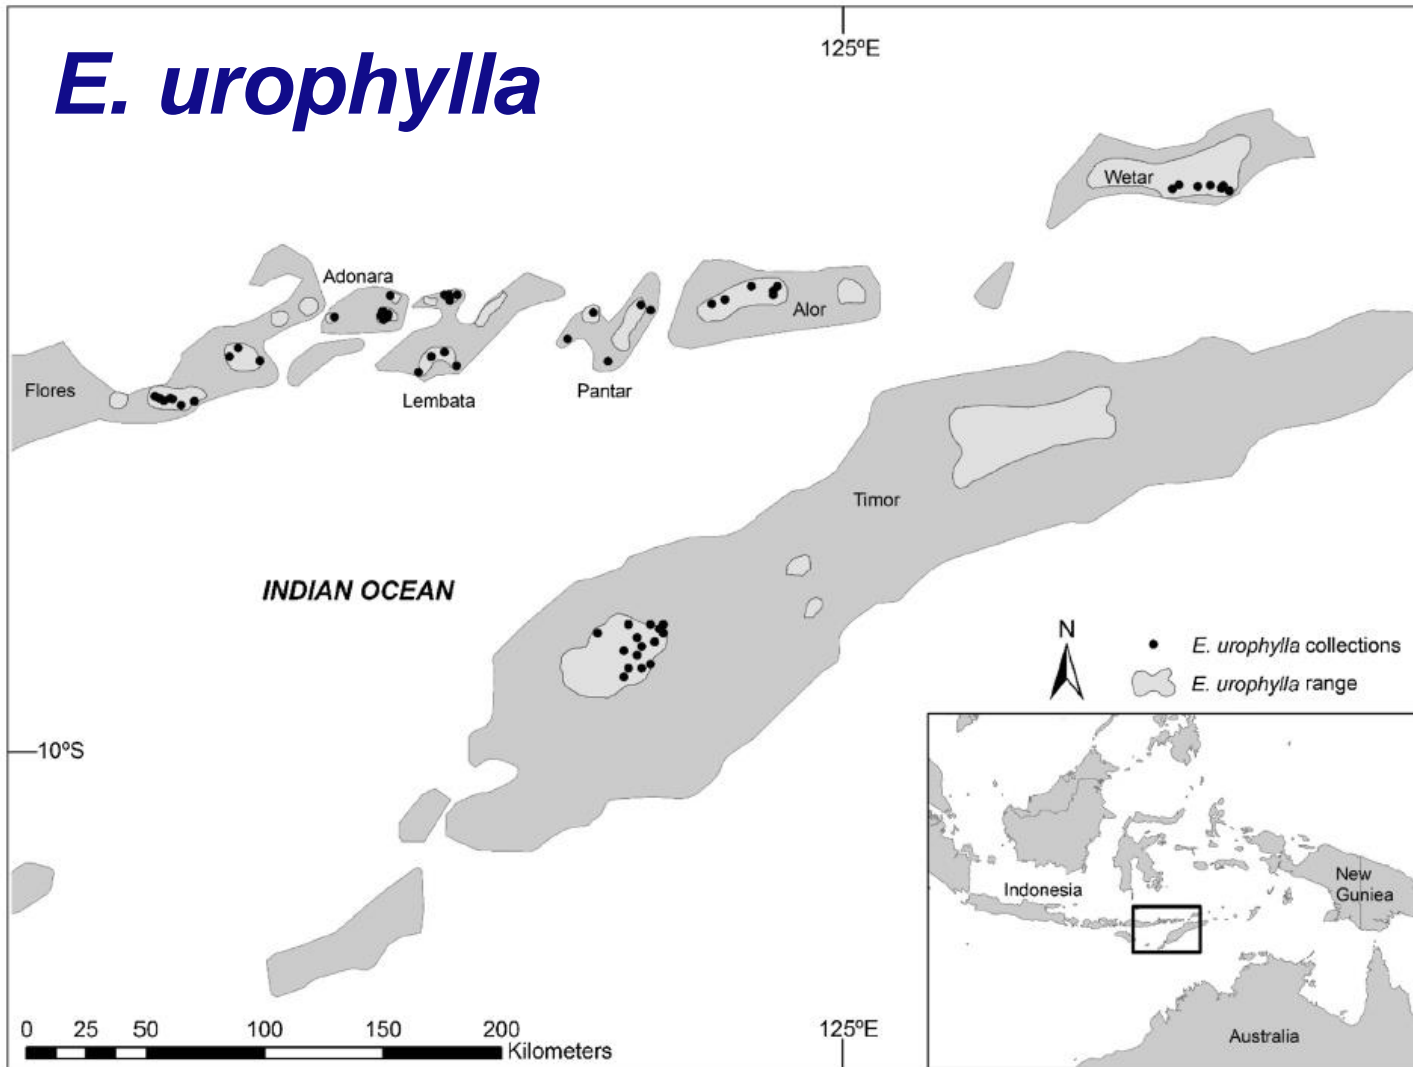 E. urophylla
125ºE
Wetar
Adonara
Alor
Flores
Lembata
Pantar
Timor
INDIAN OCEAN
N
E. urophylla collections
E. urophylla range
10ºS
New
Guniea
Indonesia
Australia
0 25 50 100 150 200
Kilometers
125ºE